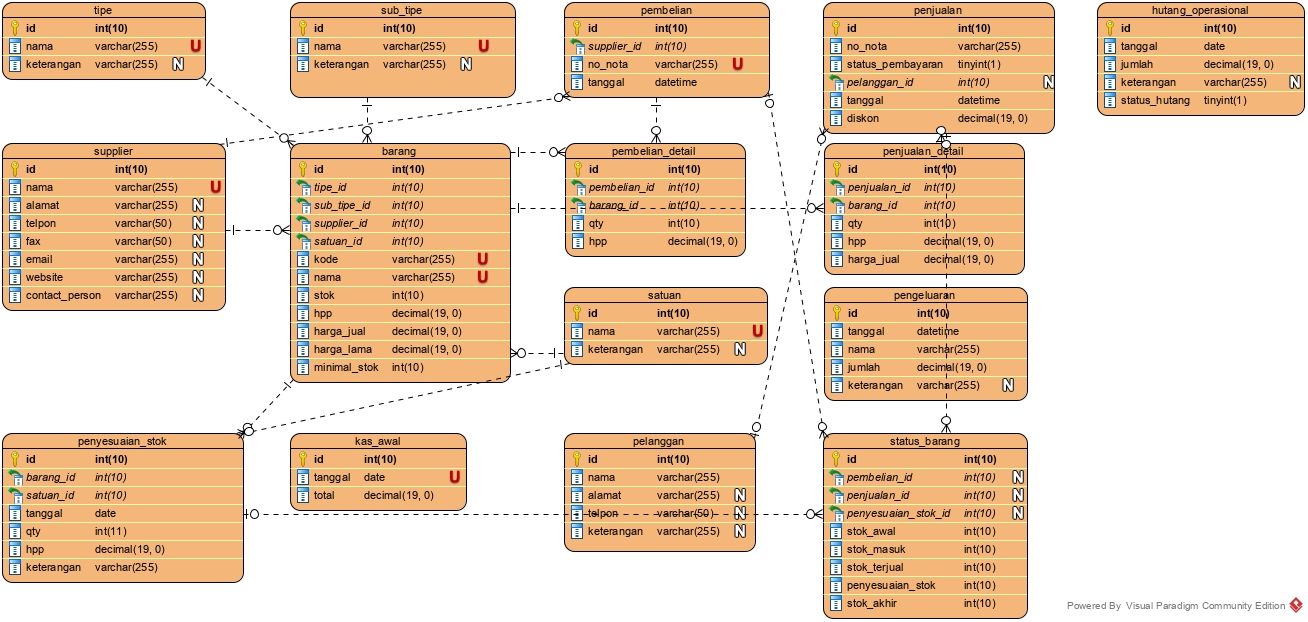 tipe
id int(10)
nama varchar(255) U
keterangan varchar(255) N
sub_tipe
id int(10)
nama varchar(255) U
keterangan varchar(255) N
pembelian
id int(10)
supplier_id int(10)
no_nota varchar(255) U
tanggal datetime
penjualan
id int(10)
no_nota varchar(255)
status_pembayaran tinyint(1)
pelanggan_id int(10) N
tanggal datetime
diskon decimal(19, 0)
hutang_operasional
id int(10)
tanggal date
jumlah decimal(19, 0)
keterangan varchar(255) N
status_hutang tinyint(1)
supplier
id int(10)
nama varchar(255) U
alamat varchar(255) N
telpon varchar(50) N
fax varchar(50) N
email varchar(255) N
website varchar(255) N
contact_person varchar(255) N
barang
id int(10)
tipe_id int(10)
sub_tipe_id int(10)
supplier_id int(10)
satuan_id int(10)
kode varchar(255) U
nama varchar(255) U
stok int(10)
hpp decimal(19, 0)
harga_jual decimal(19, 0)
harga_lama decimal(19, 0)
minimal_stok int(10)
pembelian_detail
id int(10)
pembelian_id int(10)
barang_id int(10)
qty int(10)
hpp decimal(19, 0)
penjualan_detail
id int(10)
penjualan_id int(10)
barang_id int(10)
qty int(10)
hpp decimal(19, 0)
harga_jual decimal(19, 0)
satuan
id int(10)
nama varchar(255) U
keterangan varchar(255) N
pengeluaran
id int(10)
tanggal datetime
nama varchar(255)
jumlah decimal(19, 0)
keterangan varchar(255) N
penyesuaian_stok
id int(10)
barang_id int(10)
satuan_id int(10)
tanggal date
qty int(11)
hpp decimal(19, 0)
keterangan varchar(255)
kas_awal
id int(10)
tanggal date U
total decimal(19, 0)
pelanggan
id int(10)
nama varchar(255)
alamat varchar(255) N
telpon varchar(50) N
keterangan varchar(255) N
status_barang
id int(10)
pembelian_id int(10) N
penjualan_id int(10) N
penyesuaian_stok_id int(10) N
stok_awal int(10)
stok_masuk int(10)
stok_terjual int(10)
penyesuaian_stok int(10)
stok_akhir int(10)
Powered By Visual Paradigm Community Edition